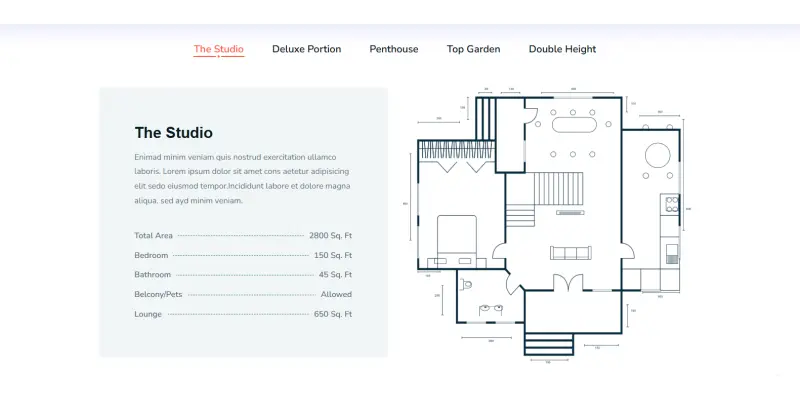 The Studio
Deluxe Portion
Penthouse
Top Garden
Double Height
The Studio
Enimad minim veniam quis nostrud exercitation ullamco
laboris. Lorem ipsum dolor sit amet cons aetetur adipisicing
elit sedo eiusmod tempor.Incididunt labore et dolore magna
aliqua, sed ayd minim veniam.
Total Area 2800 Sq. Ft
Bedroom 150 Sq. Ft
Bathroom 45 Sq. Ft
Belcony/Pets Allowed
Lounge 650 Sq. Ft